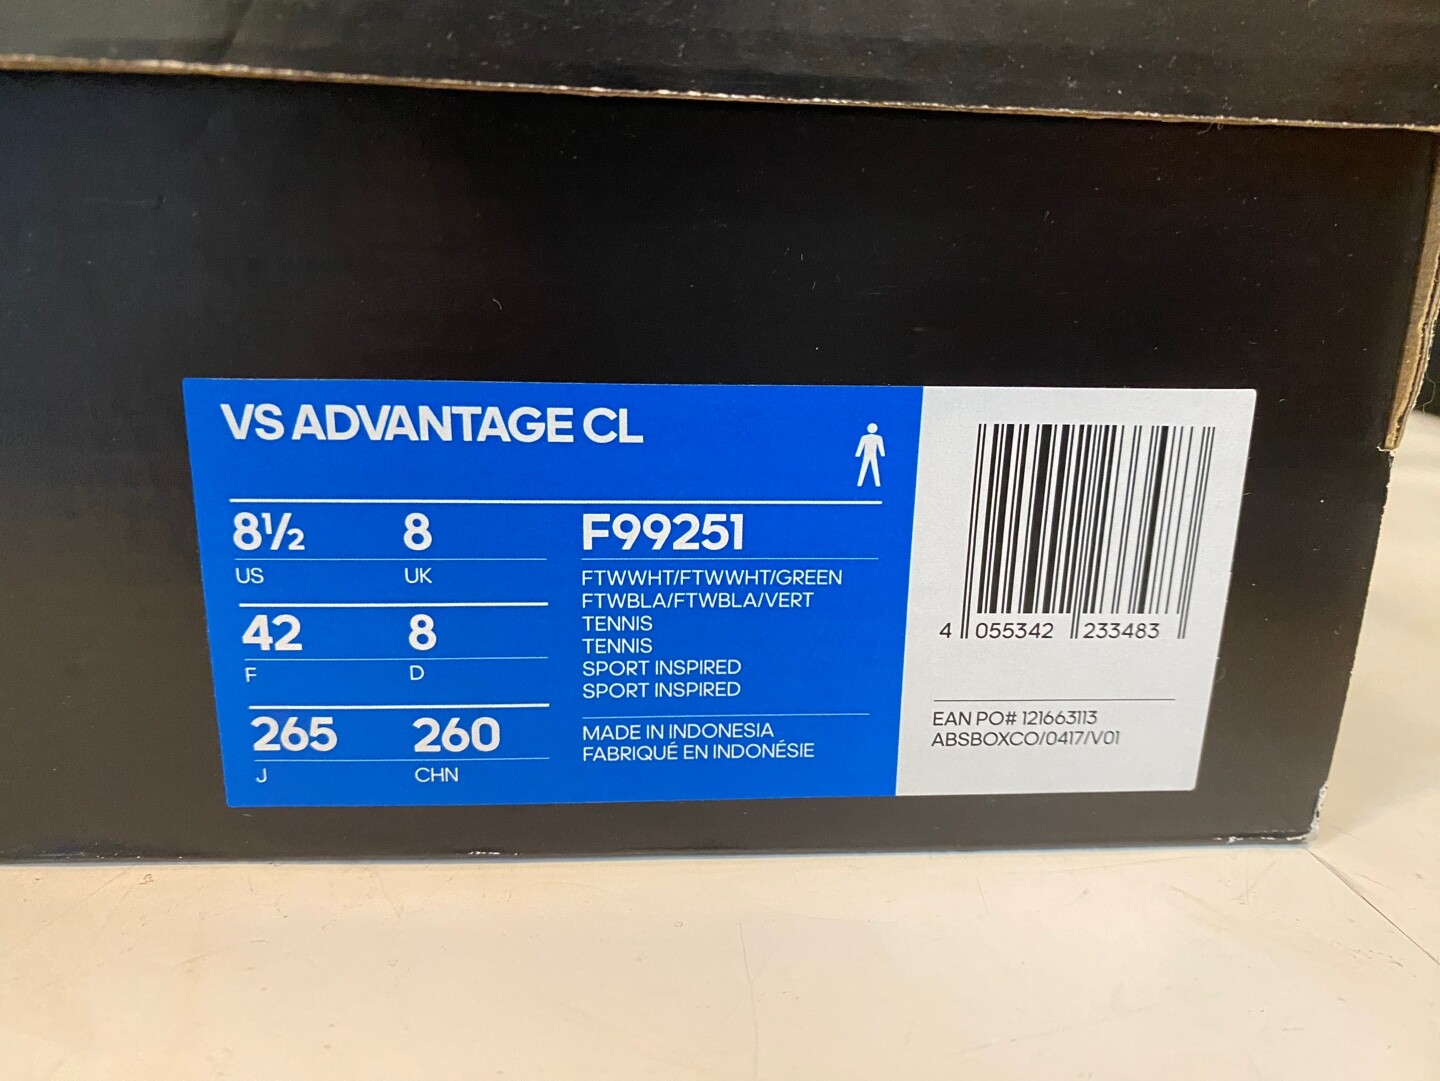 VS ADVANTAGE CL
8½ 8 F99251
US UK
FTWWHT/FTWWHT/GREEN
FTWBLA/FTWBLA/VERT
42 8
TENNIS
TENNIS
F D
SPORT INSPIRED
SPORT INSPIRED
265 260
MADE IN INDONESIA
FABRIQUÉ EN INDONÉSIE
J CHN
4 055342 233483
EAN PO# 121663113
ABSBOXCO/0417/V01